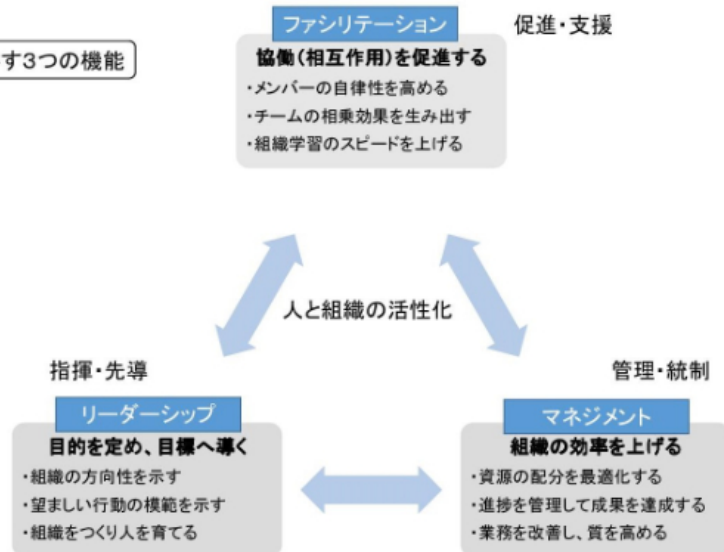 ファシリテーション
促進・支援
す3つの機能
協働(相互作用)を促進する
・メンバーの自律性を高める
・チームの相乗効果を生み出す
・組織学習のスピードを上げる
人と組織の活性化
指揮・先導
管理・統制
リーダーシップ
目的を定め、目標へ導く
・組織の方向性を示す
・望ましい行動の模範を示す
・組織をつくり人を育てる
マネジメント
組織の効率を上げる
・資源の配分を最適化する
・進捗を管理して成果を達成する
・業務を改善し、質を高める